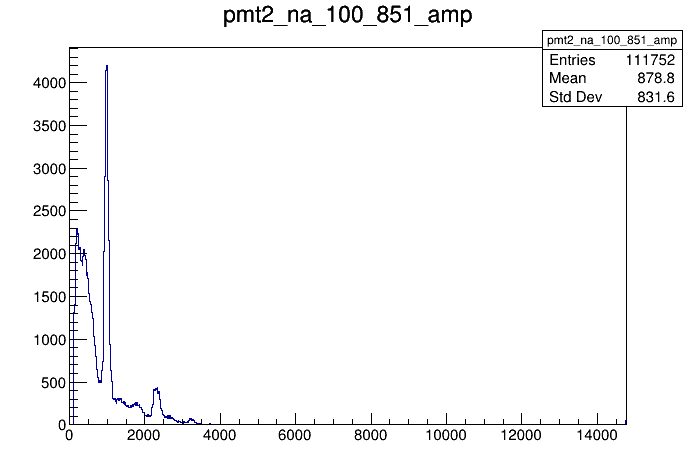 pmt2_na_100_851_amp
pmt2_na_100_851_amp
Entries 111752
Mean 878.8
Std Dev 831.6
4000
3500
3000
2500
2000
1500
1000
500
0
0 2000 4000 6000 8000 10000 12000 14000